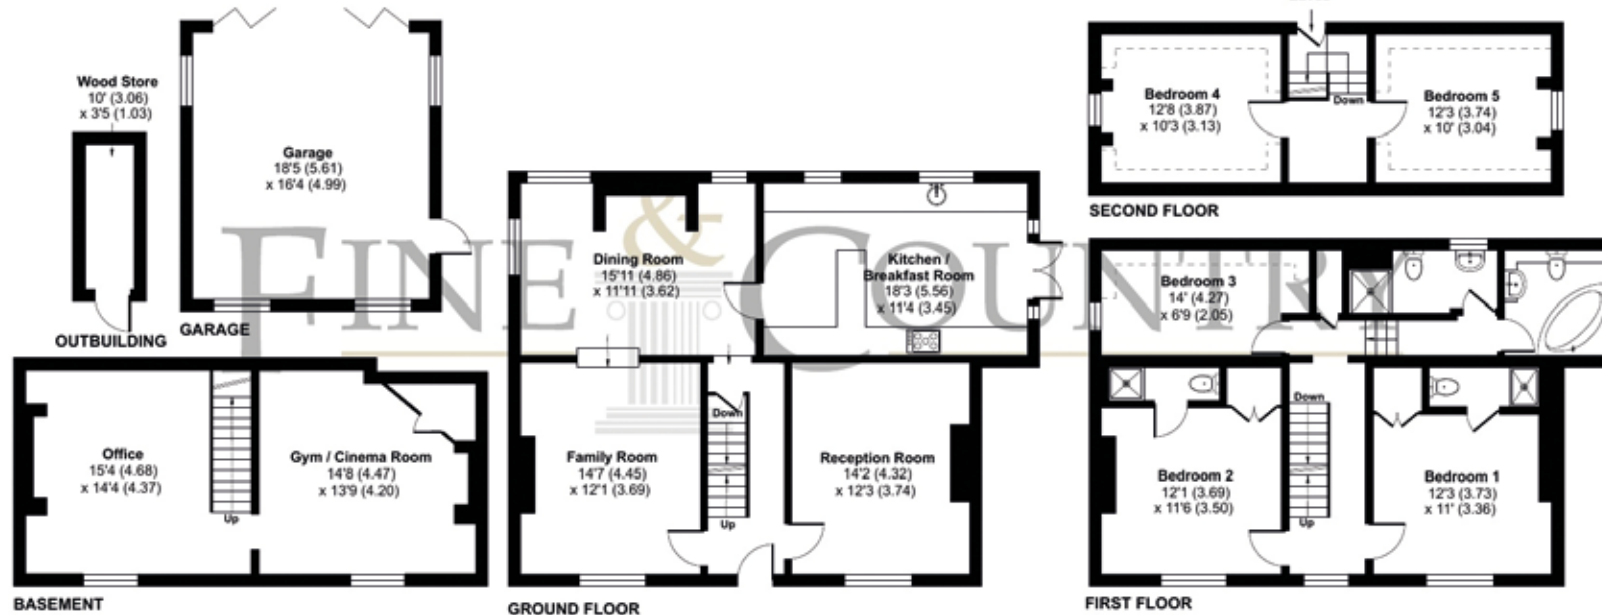 Wood Store
10' (3.06)
x 3'5 (1.03)
OUTBUILDING
Garage
18'5 (5.61)
x 16'4 (4.99)
GARAGE
Office
15'4 (4.68)
x 14'4 (4.37)
Up
Gym / Cinema Room
14'8 (4.47)
x 13'9 (4.20)
BASEMENT
Dining Room
15'11 (4.86)
x 11'11 (3.62)
Kitchen /
Breakfast Room
18'3 (5.56)
x 11'4 (3.45)
Family Room
14'7 (4.45)
x 12'1 (3.69)
Down
Up
Reception Room
14'2 (4.32)
x 12'3 (3.74)
GROUND FLOOR
Bedroom 4
12'8 (3.87)
x 10'3 (3.13)
Down
Bedroom 5
12'3 (3.74)
x 10' (3.04)
SECOND FLOOR
Bedroom 3
14' (4.27)
x 6'9 (2.05)
Bedroom 2
12'1 (3.69)
x 11'6 (3.50)
Down
Up
Bedroom 1
12'3 (3.73)
x 11' (3.36)
FIRST FLOOR
FINE & COUNTRY